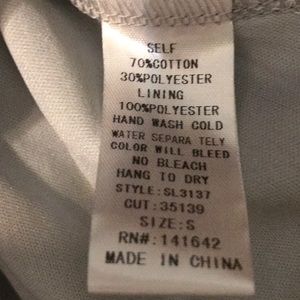 SELF
70%COTTON
30%POLYESTER
LINING
100%POLYESTER
HAND WASH COLD
WATER SEPARA TELY
COLOR WILL BLEED
NO BLEACH
HANG TO DRY
STYLE:SL3137
CUT:35139
SIZE:S
RN#:141642
MADE IN CHINA